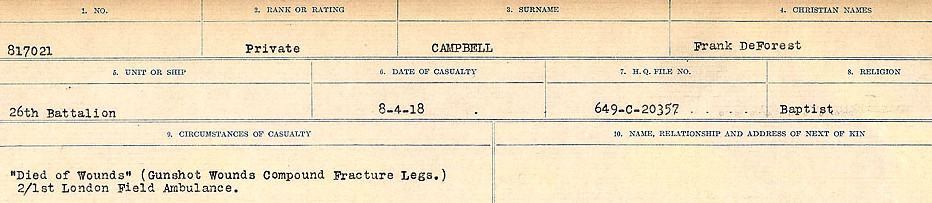 1. NO. 2. RANK OR RATING 3. SURNAME 4. CHRISTIAN NAMES
817021 Private CAMPBELL Frank DeForest
5. UNIT OR SHIP 6. DATE OF CASUALTY 7. H.Q. FILE NO. 8. RELIGION
26th Battalion 8-4-18 . 649-C-20357 . . . . . Baptist
9. CIRCUMSTANCES OF CASUALTY 10. NAME, RELATIONSHIP AND ADDRESS OF NEXT OF KIN
"Died of Wounds" (Gunshot Wounds Compound Fracture Legs.)
2/1st London Field Ambulance.